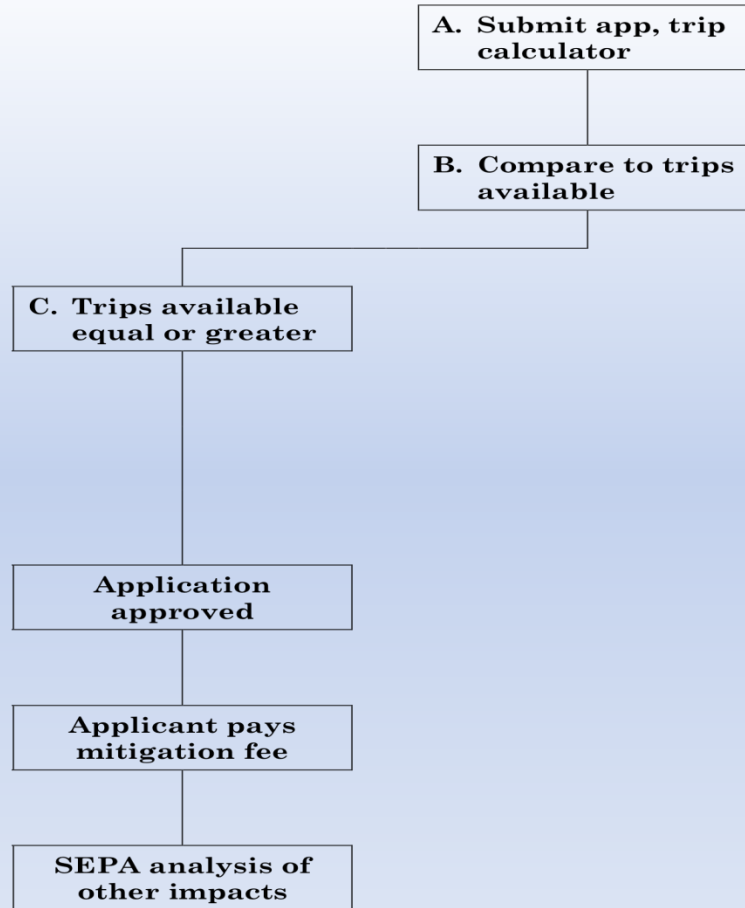 A. Submit app, trip
calculator
B. Compare to trips
available
C. Trips available
equal or greater
Application
approved
Applicant pays
mitigation fee
SEPA analysis of
other impacts